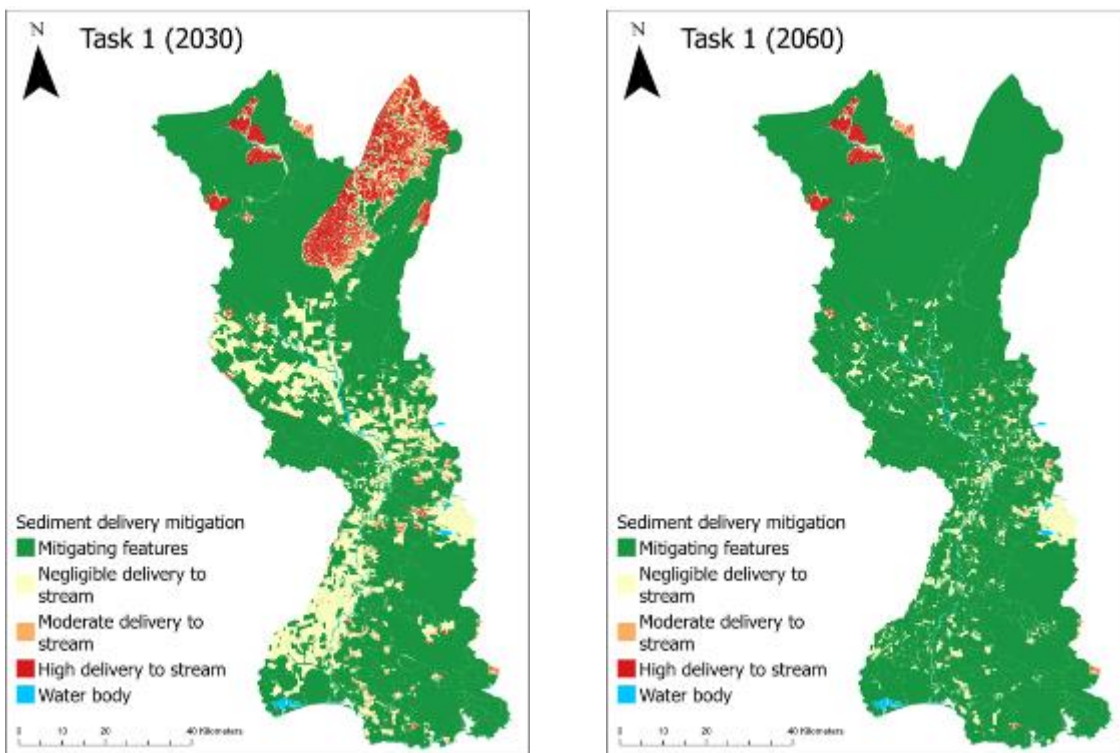 N
Task 1 (2030)
Sediment delivery mitigation
Mitigating features
Negligible delivery to
stream
Moderate delivery to
stream
High delivery to stream
Water body
0 10 20 40 Kilometers
N
Task 1 (2060)
Sediment delivery mitigation
Mitigating features
Negligible delivery to
stream
Moderate delivery to
stream
High delivery to stream
Water body
0 10 20 40 Kilometers